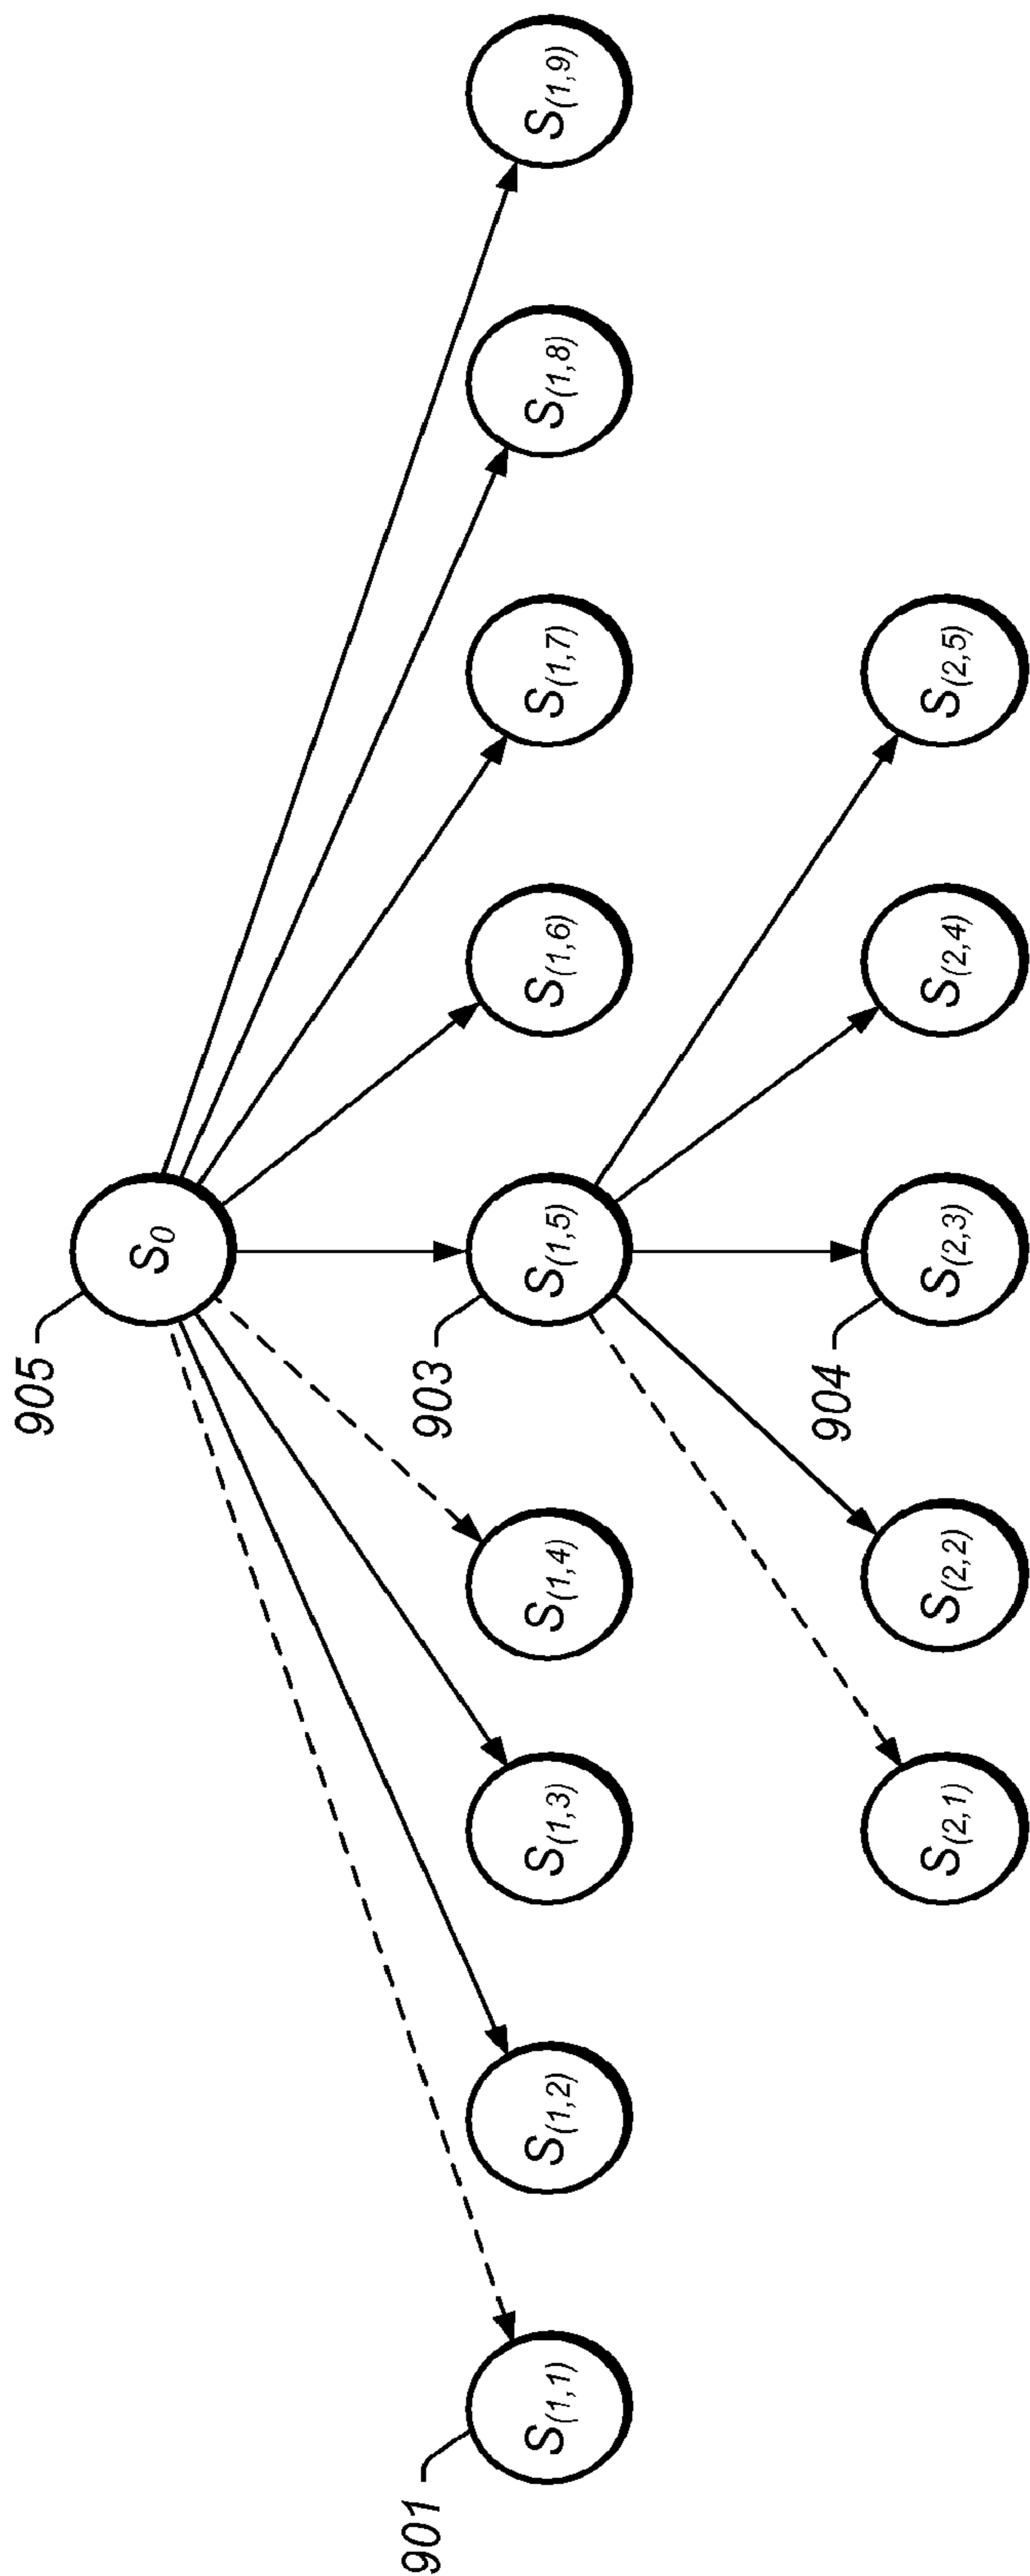 905
S0
901
S(1,1)
S(1,2)
S(1,3)
S(1,4)
903
S(1,5)
S(1,6)
S(1,7)
S(1,8)
S(1,9)
S(2,1)
S(2,2)
904
S(2,3)
S(2,4)
S(2,5)